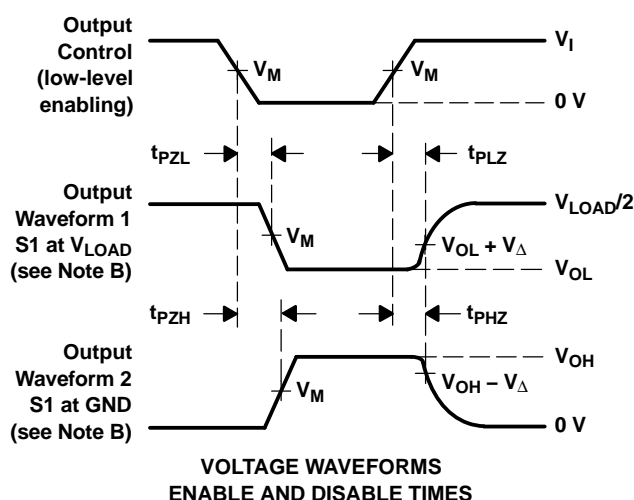 Output
Control
(low-level
enabling)
V_I
V_M
V_M
0 V
t_PZL
t_PLZ
Output
Waveform 1
S1 at V_LOAD
(see Note B)
V_LOAD/2
V_M
V_OL + V_Δ
V_OL
t_PZH
t_PHZ
Output
Waveform 2
S1 at GND
(see Note B)
V_OH
V_M
V_OH − V_Δ
0 V
VOLTAGE WAVEFORMS
ENABLE AND DISABLE TIMES